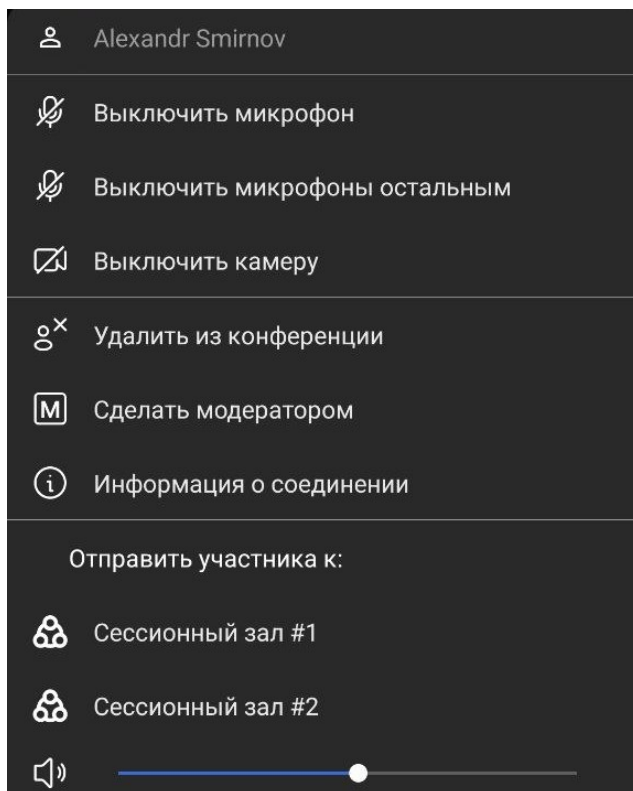 Alexandr Smirnov
Выключить микрофон
Выключить микрофоны остальным
Выключить камеру
Удалить из конференции
M Сделать модератором
i Информация о соединении
Отправить участника к:
Сессионный зал #1
Сессионный зал #2